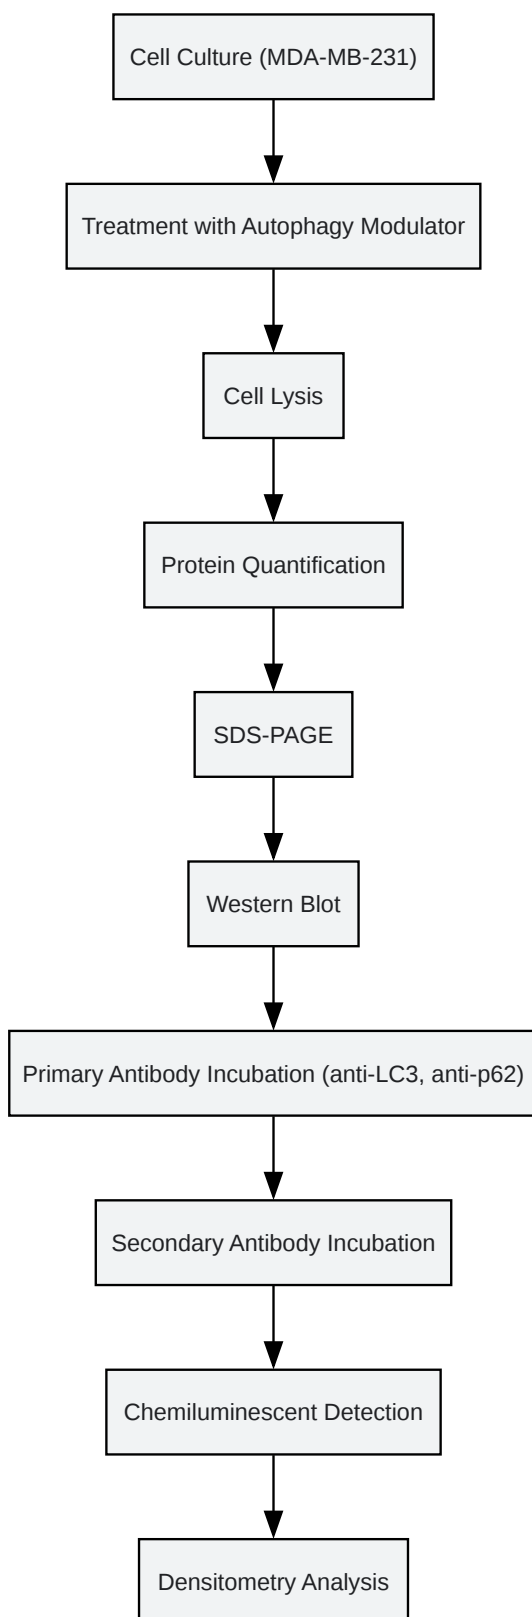 Cell Culture (MDA-MB-231)
Treatment with Autophagy Modulator
Cell Lysis
Protein Quantification
SDS-PAGE
Western Blot
Primary Antibody Incubation (anti-LC3, anti-p62)
Secondary Antibody Incubation
Chemiluminescent Detection
Densitometry Analysis